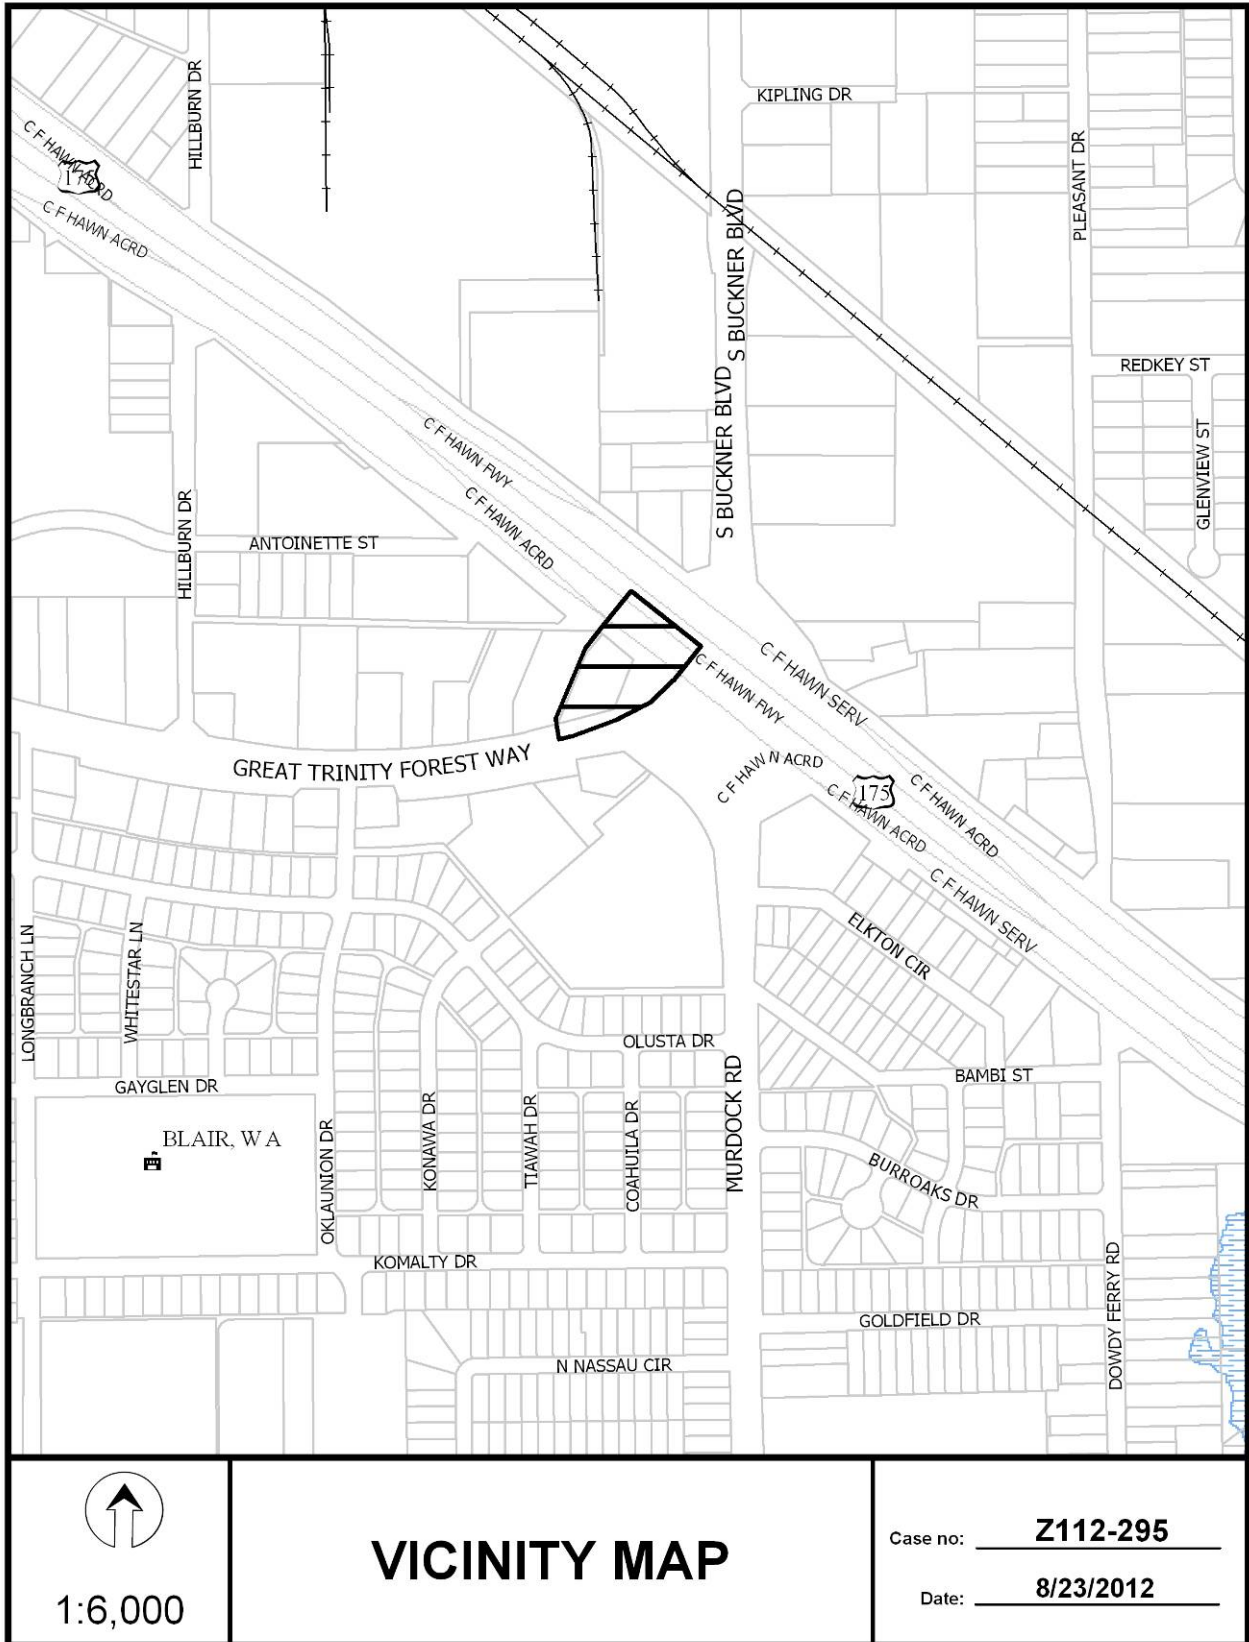 KIPLING DR
HILLBURN DR
C F HAWN ACRD
C F HAWN ACRD
PLEASANT DR
S BUCKNER BLVD
S BUCKNER BLVD
S BUCKNER BLVD
REDKEY ST
GLENVIEW ST
C F HAWN FWY
C F HAWN ACRD
HILLBURN DR
ANTOINETTE ST
C F HAWN SERV
C F HAWN FWY
GREAT TRINITY FOREST WAY
C F HAW N ACRD
175
C F HAWN ACRD
C F HAWN ACRD
C F HAWN SERV
ELKTON CIR
LONGBRANCH LN
WHITESTAR LN
OLUSTA DR
BAMBI ST
GAYGLEN DR
BLAIR, W A
OKLAUNION DR
KONAWA DR
TIAWAH DR
COAHUILA DR
MURDOCK RD
BURROAKS DR
KOMALTY DR
DOWDY FERRY RD
GOLDFIELD DR
N NASSAU CIR
1:6,000
VICINITY MAP
Case no: Z112-295
Date: 8/23/2012